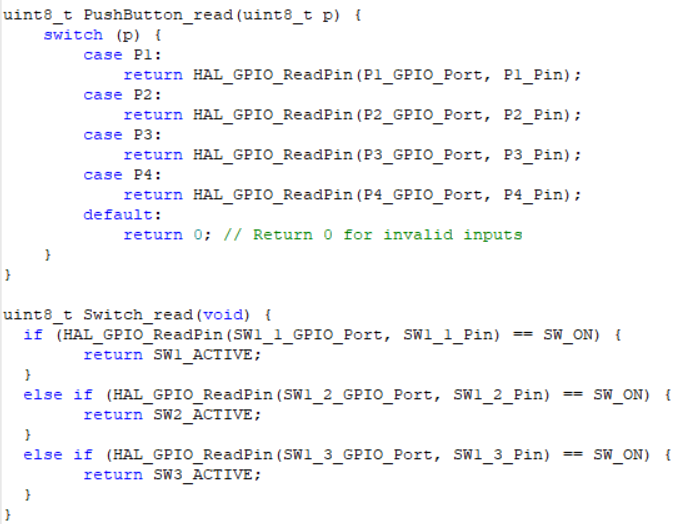 uint8_t PushButton_read(uint8_t p) {
    switch (p) {
        case P1:
            return HAL_GPIO_ReadPin(P1_GPIO_Port, P1_Pin);
        case P2:
            return HAL_GPIO_ReadPin(P2_GPIO_Port, P2_Pin);
        case P3:
            return HAL_GPIO_ReadPin(P3_GPIO_Port, P3_Pin);
        case P4:
            return HAL_GPIO_ReadPin(P4_GPIO_Port, P4_Pin);
        default:
            return 0; // Return 0 for invalid inputs
    }
}

uint8_t Switch_read(void) {
  if (HAL_GPIO_ReadPin(SW1_1_GPIO_Port, SW1_1_Pin) == SW_ON) {
        return SW1_ACTIVE;
  }
  else if (HAL_GPIO_ReadPin(SW1_2_GPIO_Port, SW1_2_Pin) == SW_ON) {
        return SW2_ACTIVE;
  }
  else if (HAL_GPIO_ReadPin(SW1_3_GPIO_Port, SW1_3_Pin) == SW_ON) {
        return SW3_ACTIVE;
  }
}